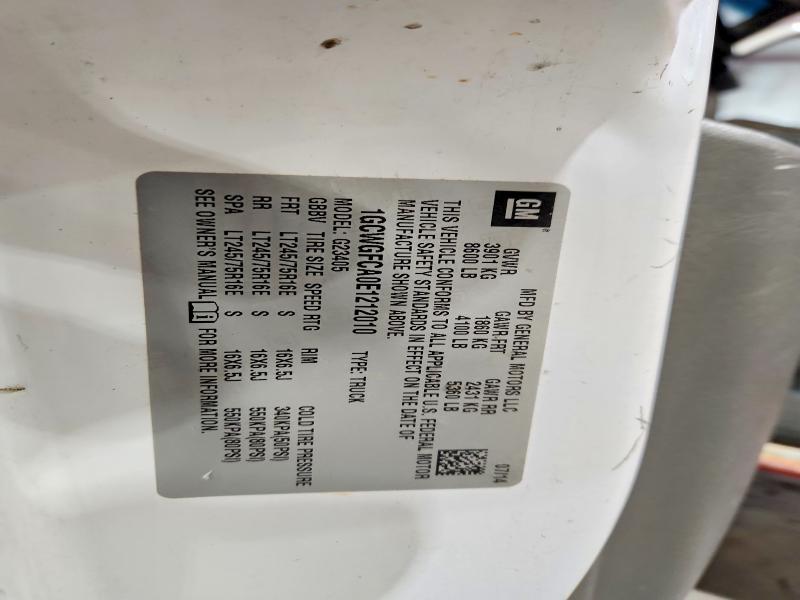 GM
MFD BY GENERAL MOTORS LLC 07/14
GVWR GAWR-FRT GAWR RR
3901 KG 1860 KG 2431 KG
8600 LB 4100 LB 5360 LB
THIS VEHICLE CONFORMS TO ALL APPLICABLE U.S. FEDERAL MOTOR
VEHICLE SAFETY STANDARDS IN EFFECT ON THE DATE OF
MANUFACTURE SHOWN ABOVE.
1GCWGFCA0E1212010 TYPE: TRUCK
MODEL: G23405
GBBV TIRE SIZE SPEED RTG RIM COLD TIRE PRESSURE
FRT LT245/75R16E S 16X6.5J 340KPA(50PSI)
RR LT245/75R16E S 16X6.5J 550KPA(80PSI)
SPA LT245/75R16E S 16X6.5J 550KPA(80PSI)
SEE OWNER'S MANUAL FOR MORE INFORMATION.